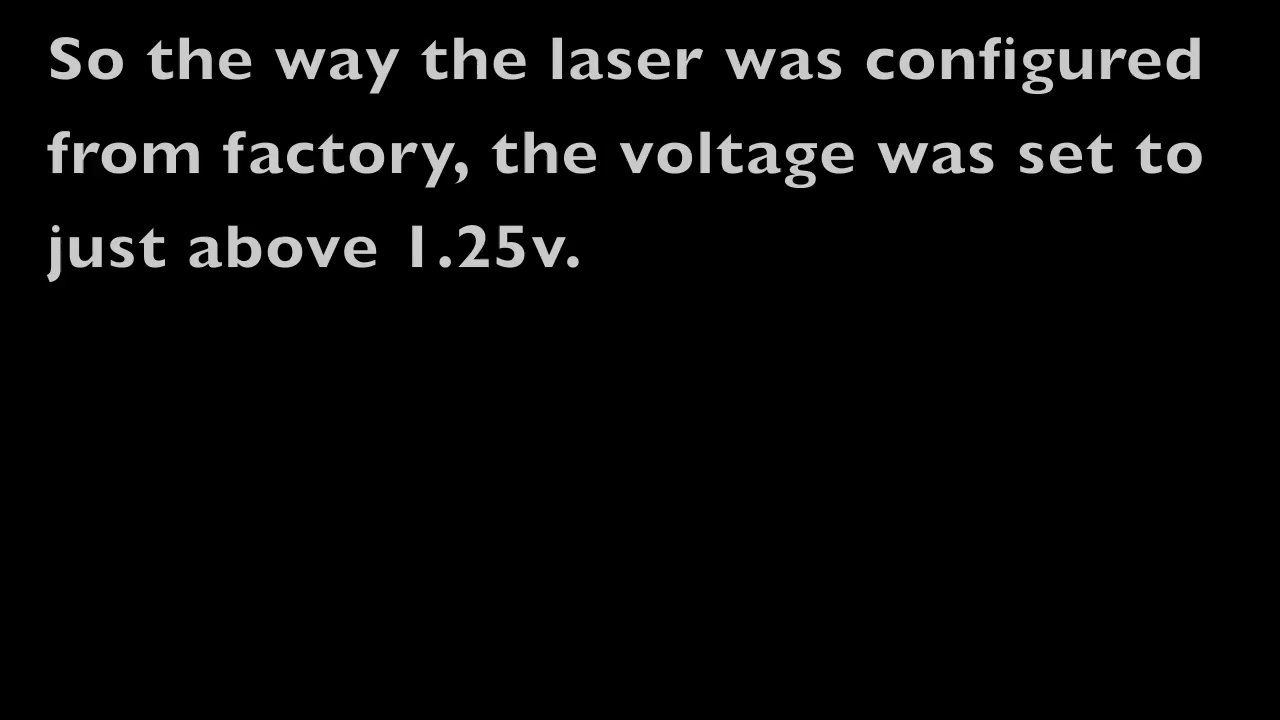 So the way the laser was configured
from factory, the voltage was set to
just above 1.25v.